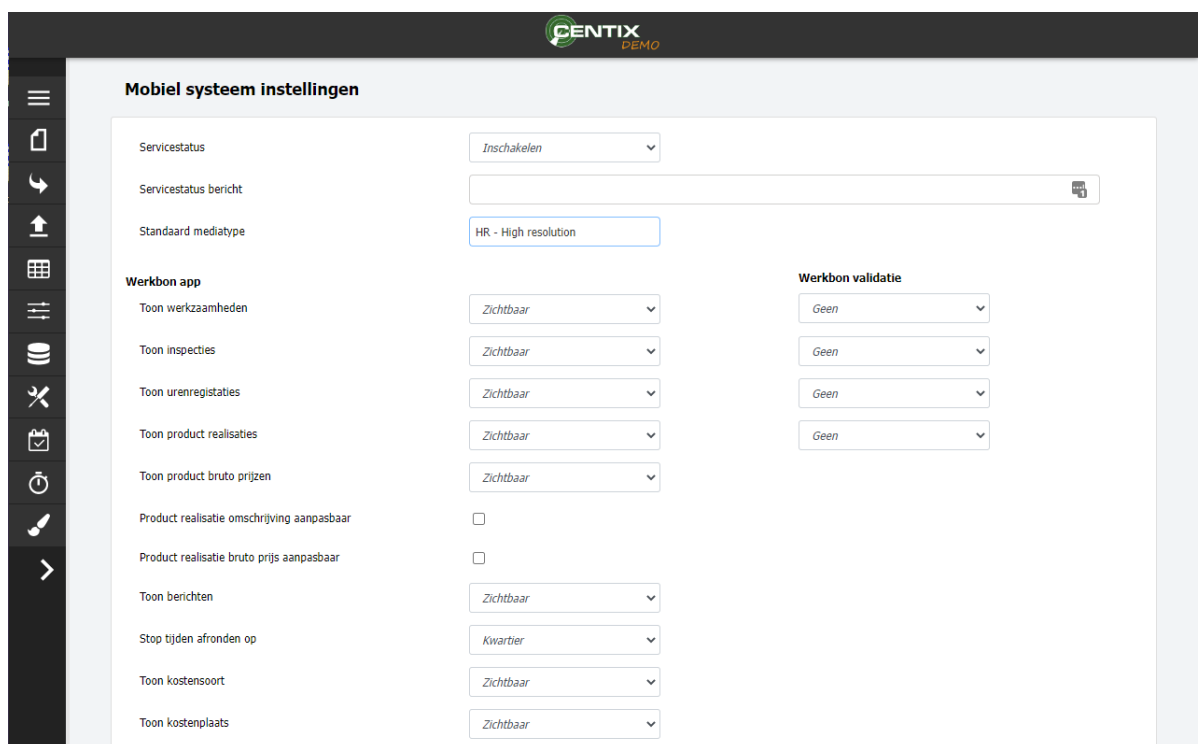 CENTIX
DEMO
Mobiel systeem instellingen
Servicestatus Inschakelen
Servicestatus bericht
1
Standaard mediatype HR - High resolution
Werkbon app Werkbon validatie
Toon werkzaamheden Zichtbaar Geen
Toon inspecties Zichtbaar Geen
Toon urenregistaties Zichtbaar Geen
Toon product realisaties Zichtbaar Geen
Toon product bruto prijzen Zichtbaar
Product realisatie omschrijving aanpasbaar
Product realisatie bruto prijs aanpasbaar
Toon berichten Zichtbaar
Stop tijden afronden op Kwartier
Toon kostensoort Zichtbaar
Toon kostenplaats Zichtbaar